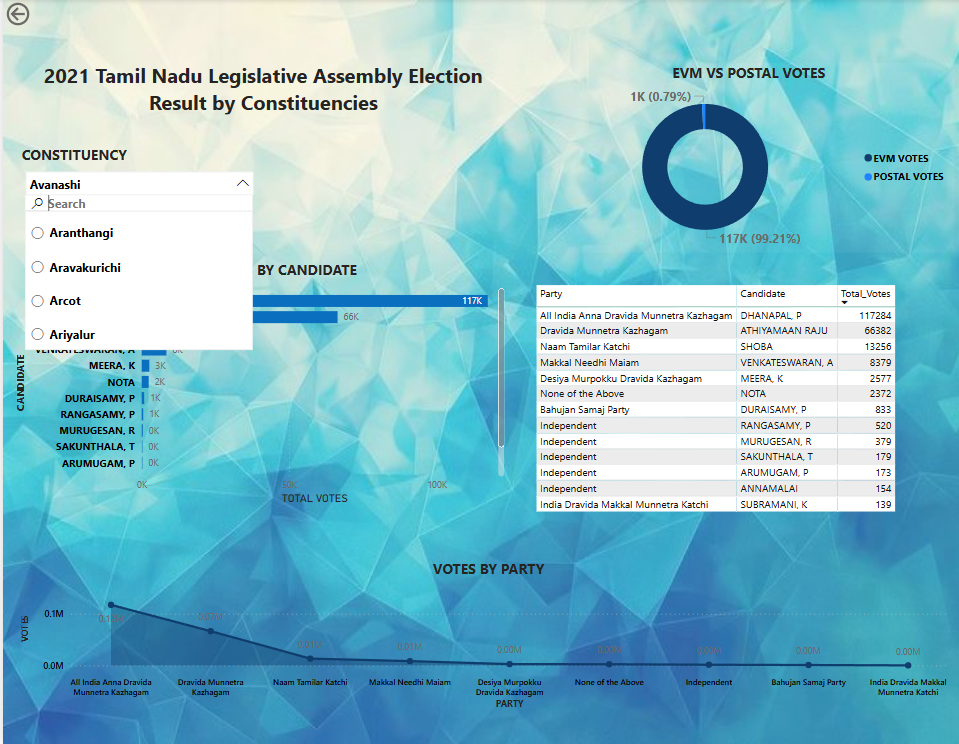 2021 Tamil Nadu Legislative Assembly Election
Result by Constituencies
EVM VS POSTAL VOTES
1K (0.79%)
117K (99.21%)
EVM VOTES
POSTAL VOTES
CONSTITUENCY
Avanashi
Search
Aranthangi
Aravakurichi
Arcot
Ariyalur
BY CANDIDATE
117K
66K
VENKATESWARAN, A 8K
MEERA, K 3K
NOTA 2K
DURAISAMY, P 1K
RANGASAMY, P 1K
MURUGESAN, R 0K
SAKUNTHALA, T 0K
ARUMUGAM, P 0K
CANDIDATE
0K 50K 100K
TOTAL VOTES
Party Candidate Total_Votes
All India Anna Dravida Munnetra Kazhagam DHANAPAL, P 117284
Dravida Munnetra Kazhagam ATHIYAMAAN RAJU 66382
Naam Tamilar Katchi SHOBA 13256
Makkal Needhi Maiam VENKATESWARAN, A 8379
Desiya Murpokku Dravida Kazhagam MEERA, K 2577
None of the Above NOTA 2372
Bahujan Samaj Party DURAISAMY, P 833
Independent RANGASAMY, P 520
Independent MURUGESAN, R 379
Independent SAKUNTHALA, T 179
Independent ARUMUGAM, P 173
Independent ANNAMALAI 154
India Dravida Makkal Munnetra Katchi SUBRAMANI, K 139
VOTES BY PARTY
VOTES
0.1M
0.0M
0.07M 0.01M 0.01M 0.00M 0.00M 0.00M 0.00M 0.00M
All India Anna Dravida
Munnetra Kazhagam
Dravida Munnetra
Kazhagam
Naam Tamilar Katchi
Makkal Needhi Maiam
Desiya Murpokku
Dravida Kazhagam
None of the Above
Independent
Bahujan Samaj Party
India Dravida Makkal
Munnetra Katchi
PARTY